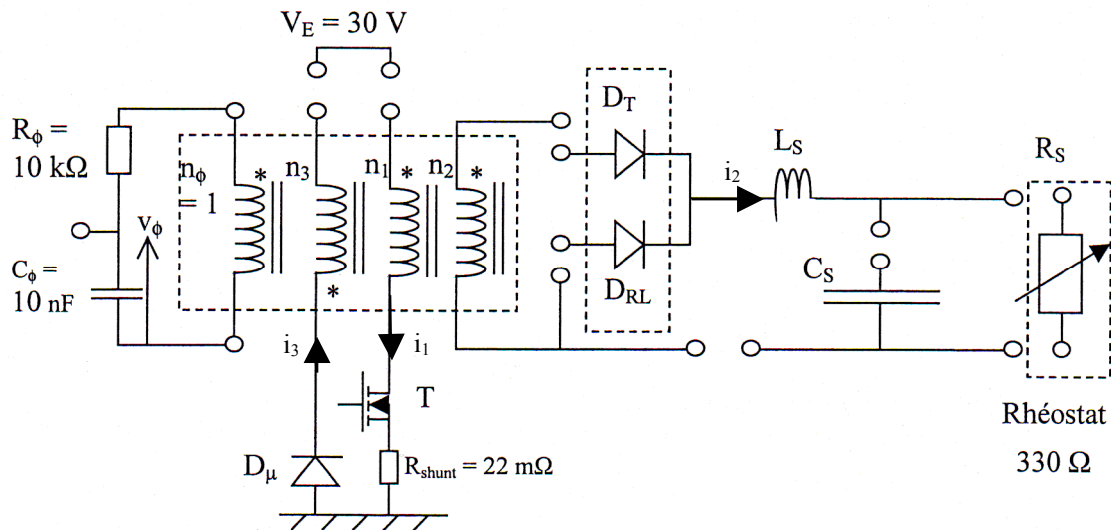 V_E = 30 V
R_ϕ =
10 kΩ
n_ϕ
= 1
*
n_3
*
n_1
*
n_2
*
v_ϕ
C_ϕ =
10 nF
i_3
i_1
D_T
D_RL
i_2
L_S
C_S
R_S
T
D_μ
R_shunt = 22 mΩ
Rhéostat
330 Ω